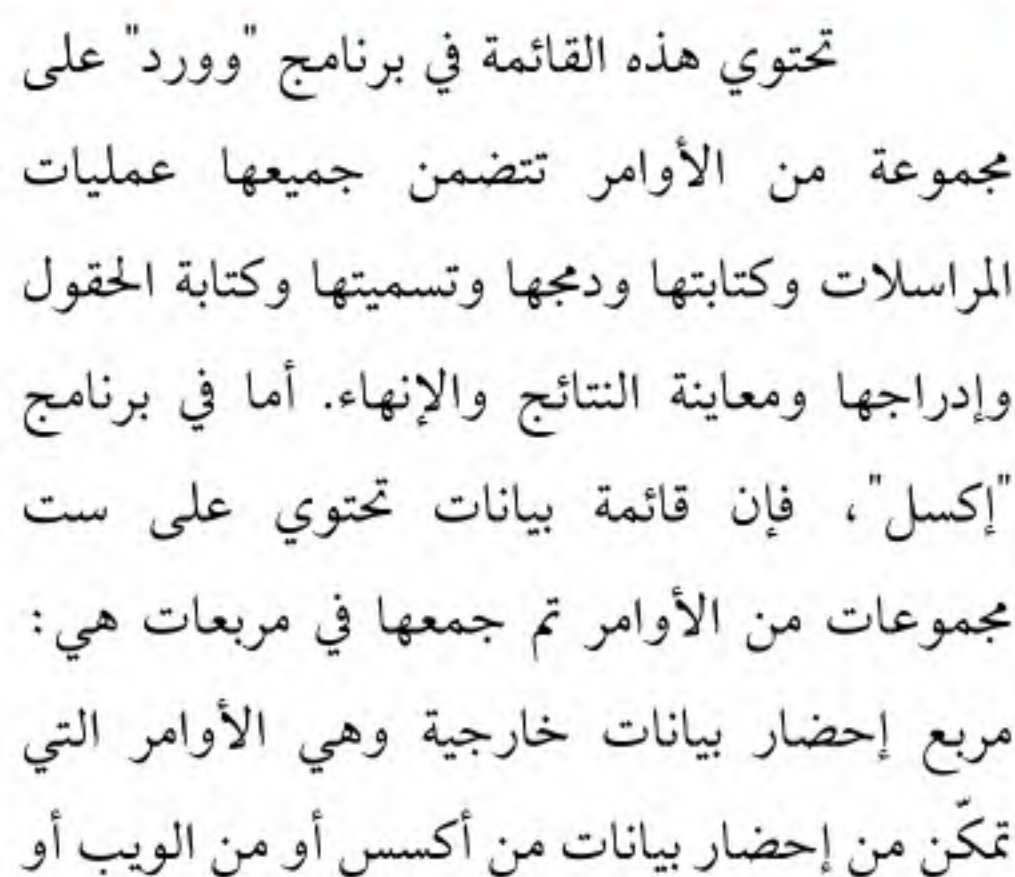 تحتوي هذه القائمة في برنامج "وورد" على
مجموعة من الأوامر تتضمن جميعها عمليات
المراسلات وكتابتها ودمجها وتسميتها وكتابة الحقول
وإدراجها ومعاينة النتائج والإنهاء. أما في برنامج
"إكسل"، فإن قائمة بيانات تحتوي على ست
مجموعات من الأوامر تم جمعها في مربعات هي:
مربع إحضار بيانات خارجية وهي الأوامر التي
تمكّن من إحضار بيانات من أكسس أو من الويب أو